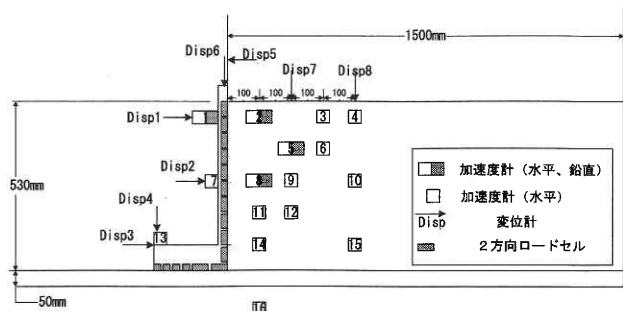 Disp6
Disp5
1500mm
Disp7
Disp8
100 100 100 100
Disp1
1
2
3
4
5
6
Disp2
7
8
9
10
530mm
Disp4
11
12
13
Disp3
14
15
50mm
16
加速度計（水平、鉛直）
加速度計（水平）
Disp 変位計
２方向ロードセル